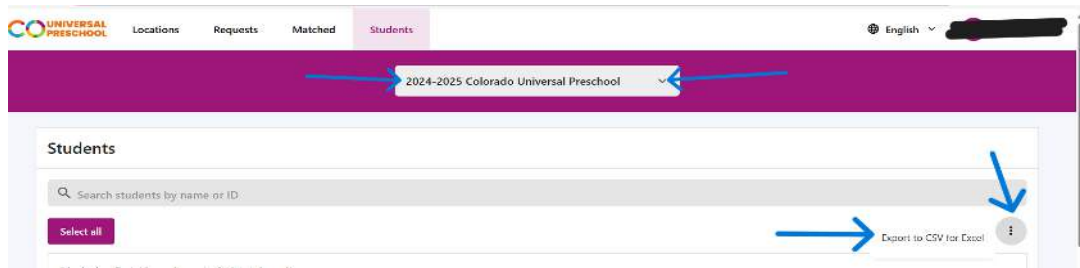 UNIVERSAL PRESCHOOL Locations Requests Matched Students English
2024-2025 Colorado Universal Preschool
Students
Search students by name or ID
Select all Export to CSV for Excel